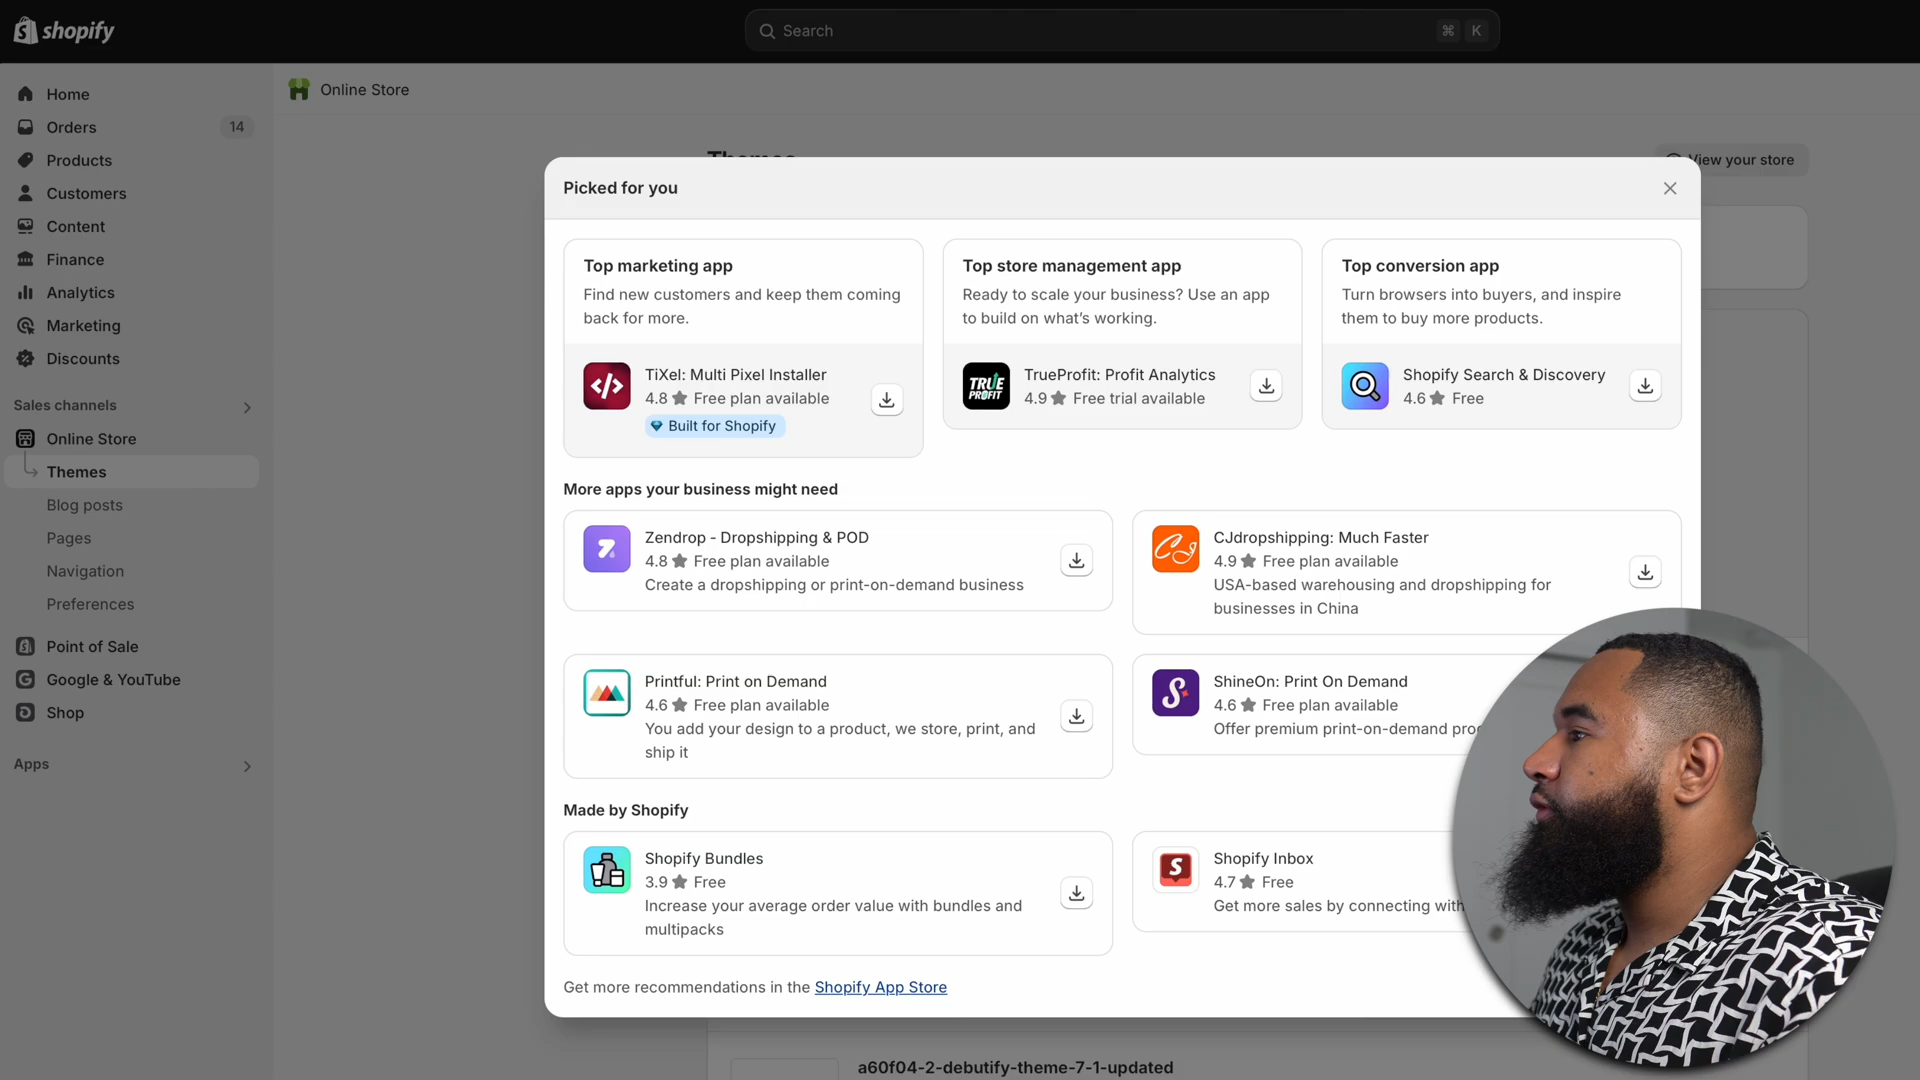 shopify
Search
⌘ K
Home
Orders
14
Products
Customers
Content
Finance
Analytics
Marketing
Discounts
Sales channels
Online Store
Themes
Blog posts
Pages
Navigation
Preferences
Point of Sale
Google & YouTube
Shop
Apps
Online Store
Themes
View your store
Picked for you
Top marketing app
Find new customers and keep them coming
back for more.
TiXel: Multi Pixel Installer
4.8 ★ Free plan available
Built for Shopify
Top store management app
Ready to scale your business? Use an app
to build on what’s working.
TRUE
PROFIT
TrueProfit: Profit Analytics
4.9 ★ Free trial available
Top conversion app
Turn browsers into buyers, and inspire
them to buy more products.
Shopify Search & Discovery
4.6 ★ Free
More apps your business might need
Zendrop - Dropshipping & POD
4.8 ★ Free plan available
Create a dropshipping or print-on-demand business
CJdropshipping: Much Faster
4.9 ★ Free plan available
USA-based warehousing and dropshipping for
businesses in China
Printful: Print on Demand
4.6 ★ Free plan available
You add your design to a product, we store, print, and
ship it
ShineOn: Print On Demand
4.6 ★ Free plan available
Offer premium print-on-demand
Made by Shopify
Shopify Bundles
3.9 ★ Free
Increase your average order value with bundles and
multipacks
Shopify Inbox
4.7 ★ Free
Get more sales by connecting with
Get more recommendations in the Shopify App Store
a60f04-2-debutify-theme-7-1-updated